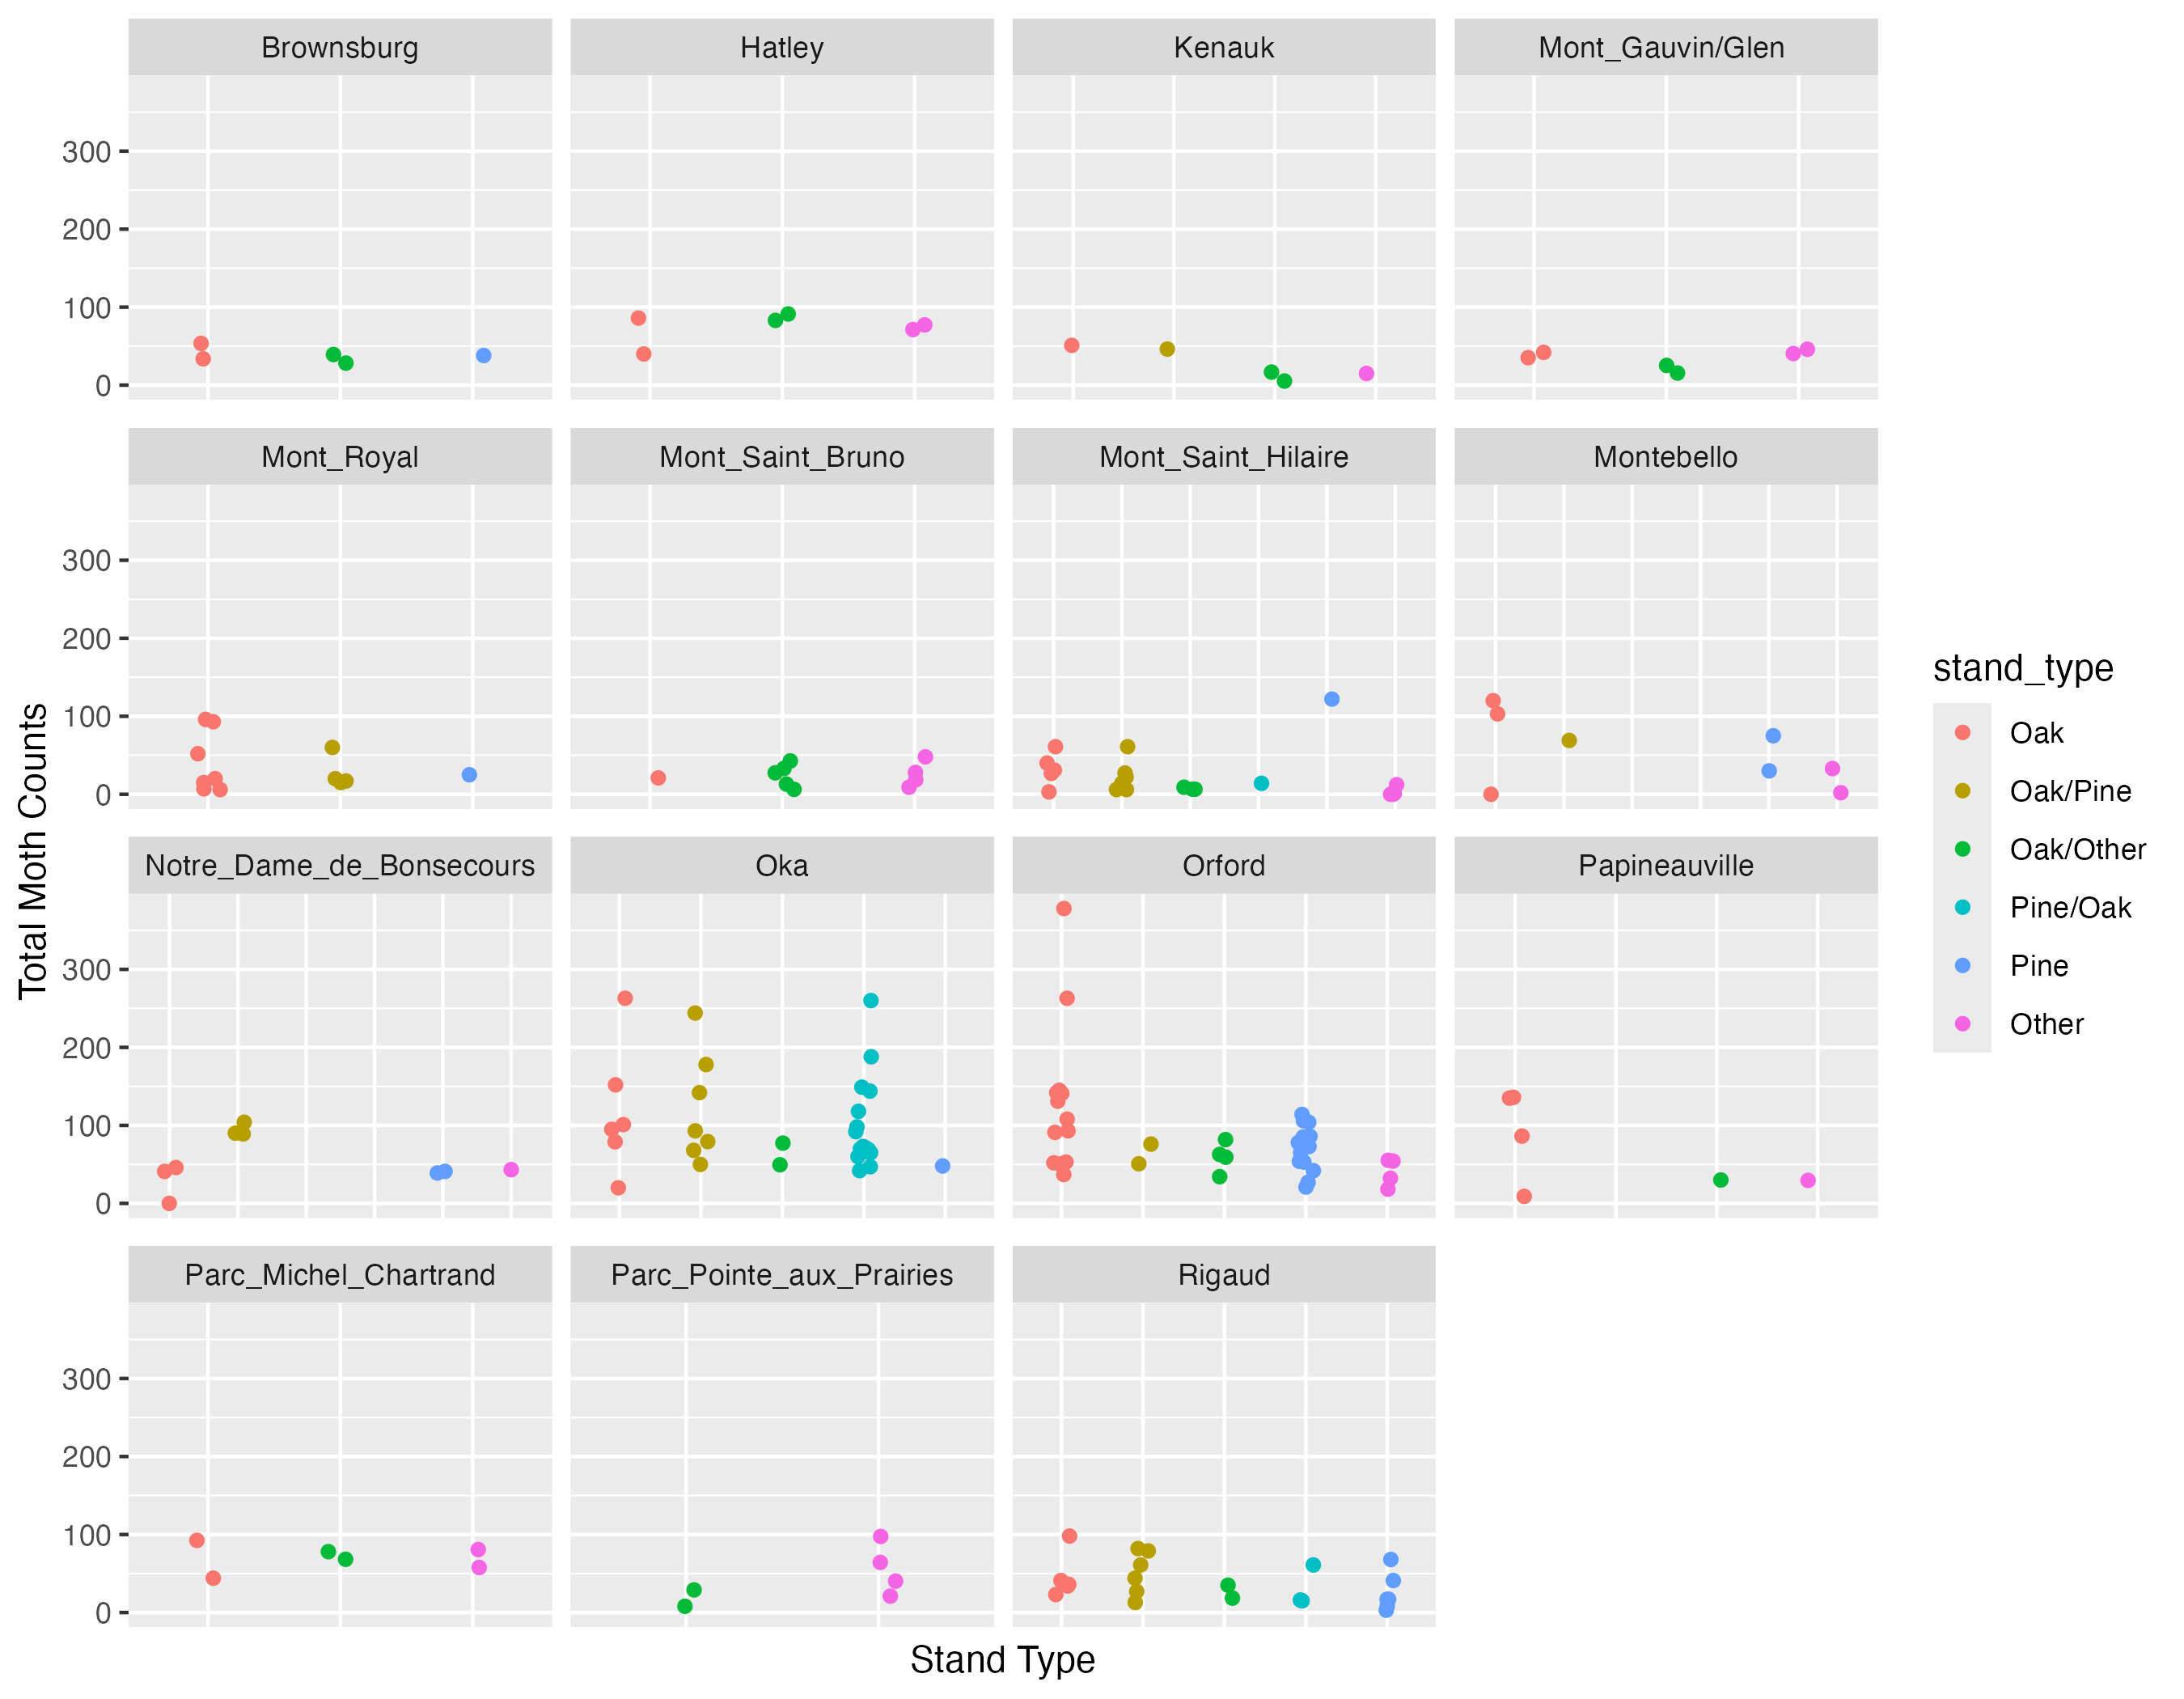 Brownsburg
Hatley
Kenauk
Mont_Gauvin/Glen
300
200
100
0
Mont_Royal
Mont_Saint_Bruno
Mont_Saint_Hilaire
Montebello
300
200
100
0
Notre_Dame_de_Bonsecours
Oka
Orford
Papineauville
300
200
100
0
Parc_Michel_Chartrand
Parc_Pointe_aux_Prairies
Rigaud
300
200
100
0
Total Moth Counts
Stand Type
stand_type
Oak
Oak/Pine
Oak/Other
Pine/Oak
Pine
Other